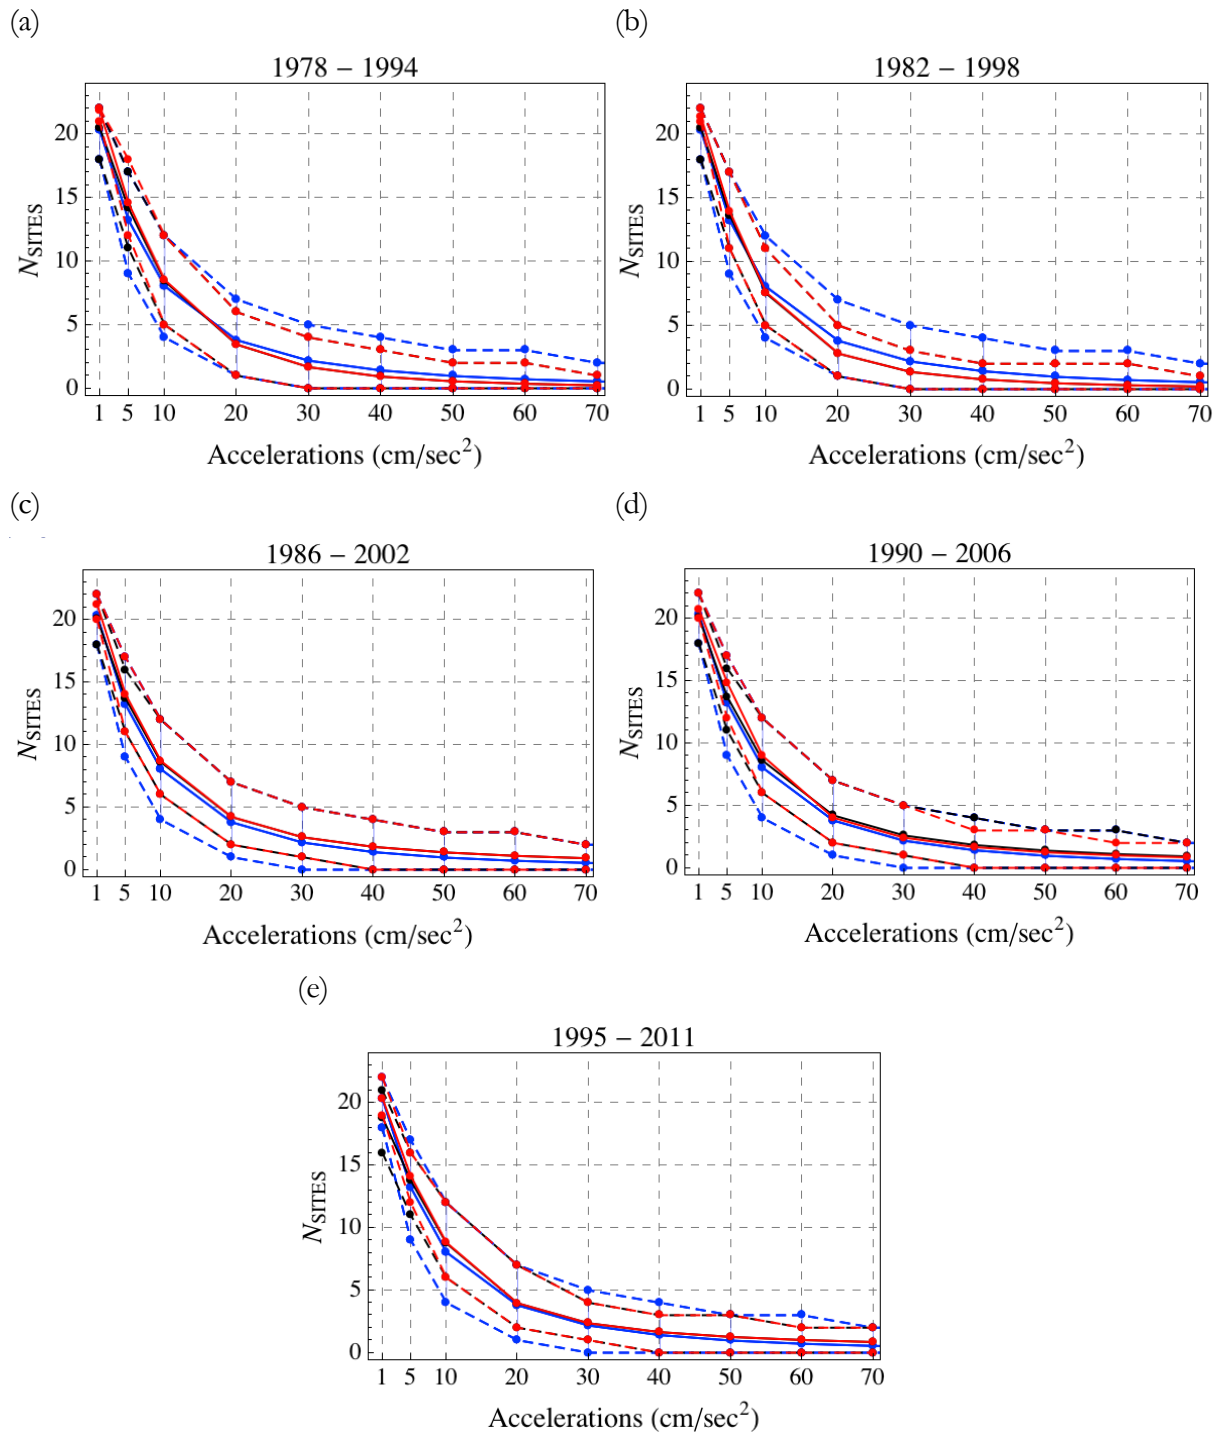 (a)
1978 – 1994
N_SITES
20
15
10
5
0
1 5 10 20 30 40 50 60 70
Accelerations (cm/sec²)
(b)
1982 – 1998
N_SITES
20
15
10
5
0
1 5 10 20 30 40 50 60 70
Accelerations (cm/sec²)
(c)
1986 – 2002
N_SITES
20
15
10
5
0
1 5 10 20 30 40 50 60 70
Accelerations (cm/sec²)
(d)
1990 – 2006
N_SITES
20
15
10
5
0
1 5 10 20 30 40 50 60 70
Accelerations (cm/sec²)
(e)
1995 – 2011
N_SITES
20
15
10
5
0
1 5 10 20 30 40 50 60 70
Accelerations (cm/sec²)